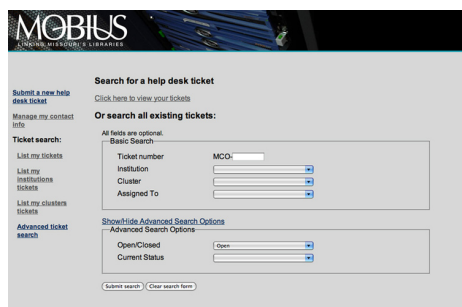 MOBIUS
LINKING MISSOURI'S LIBRARIES
Submit a new help
desk ticket
Manage my contact
info
Ticket search:
List my tickets
List my
institutions
tickets
List my clusters
tickets
Advanced ticket
search
Search for a help desk ticket
Click here to view your tickets
Or search all existing tickets:
All fields are optional.
Basic Search
Ticket number MCO-
Institution
Cluster
Assigned To
Show/Hide Advanced Search Options
Advanced Search Options
Open/Closed Open
Current Status
Submit search Clear search form